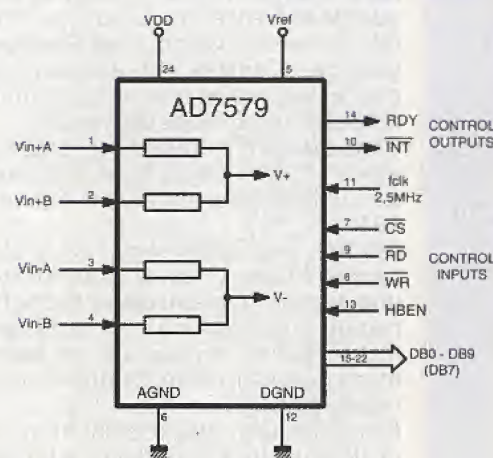 VDD
Vref
24
5
AD7579
Vin+A
1
Vin+B
2
V+
Vin-A
3
Vin-B
4
V-
14
RDY
10
INT
CONTROL
OUTPUTS
11
fclk
2,5MHz
7
CS
9
RD
8
WR
13
HBEN
CONTROL
INPUTS
15-22
DB0 - DB9
(DB7)
AGND
DGND
6
12